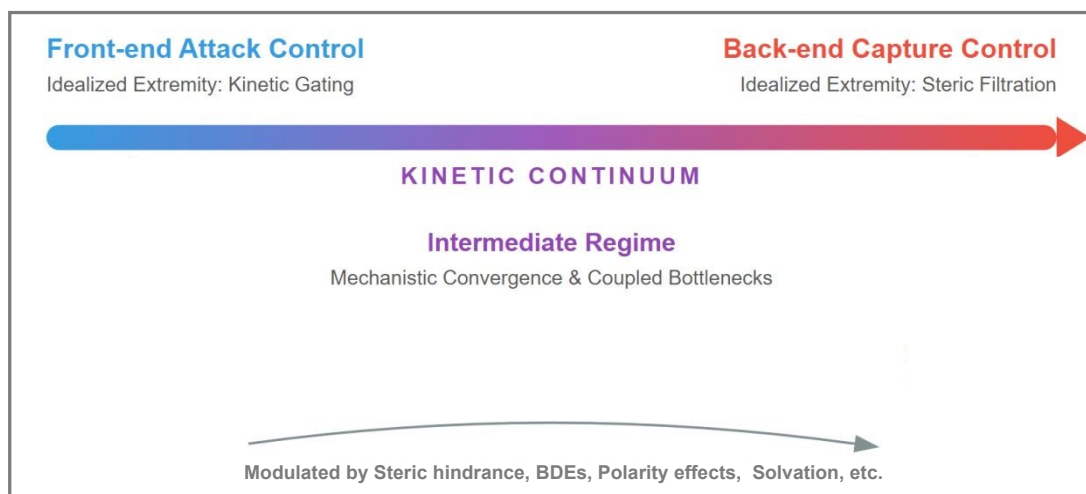 Front-end Attack Control
Back-end Capture Control
Idealized Extremity: Kinetic Gating
Idealized Extremity: Steric Filtration
KINETIC CONTINUUM
Intermediate Regime
Mechanistic Convergence & Coupled Bottlenecks
Modulated by Steric hindrance, BDEs, Polarity effects, Solvation, etc.